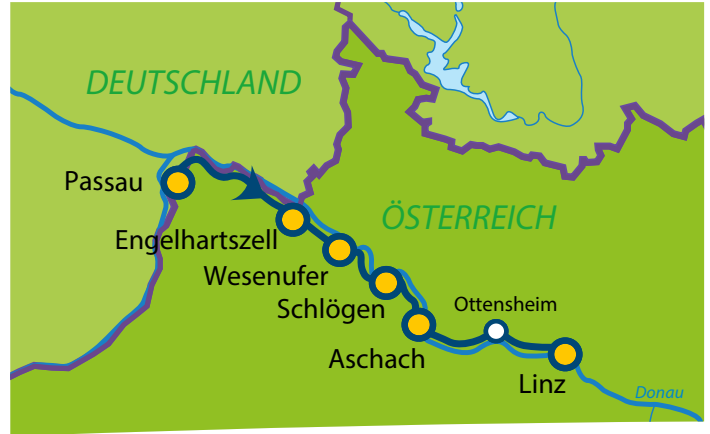 DEUTSCHLAND
Passau
ÖSTERREICH
Engelhartszell
Wesenufer
Schlögen
Ottensheim
Aschach
Linz
Donau